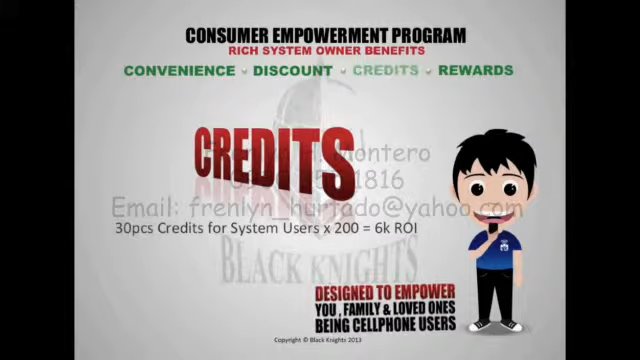 CONSUMER EMPOWERMENT PROGRAM
RICH SYSTEM OWNER BENEFITS
CONVENIENCE • DISCOUNT • CREDITS • REWARDS
CREDITS
Montero
1816
Email: frenlyn_hurtado@yahoo.com
30pcs Credits for System Users x 200 = 6k ROI
BLACK KNIGHTS
DESIGNED TO EMPOWER
YOU , FAMILY & LOVED ONES
BEING CELLPHONE USERS
Copyright © Black Knights 2013